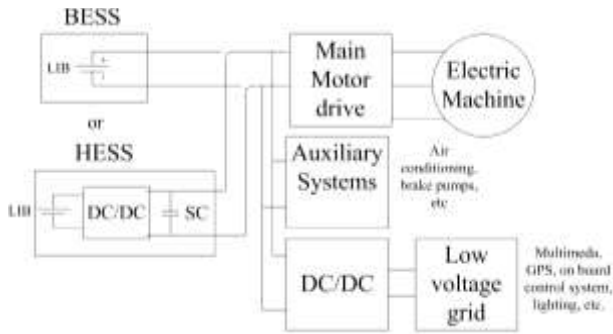 BESS
LIB
+
or
HESS
LIB
DC/DC
SC
Main
Motor
drive
Electric
Machine
Auxiliary
Systems
Air
conditioning,
brake pumps,
etc
DC/DC
Low
voltage
grid
Multimeda,
GPS, on board
control system,
lighting, etc.